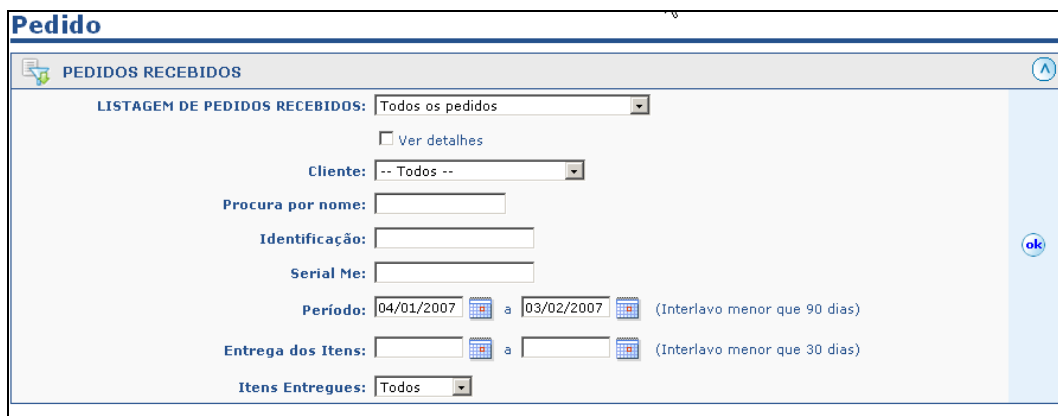 Pedido
PEDIDOS RECEBIDOS
LISTAGEM DE PEDIDOS RECEBIDOS: Todos os pedidos
Ver detalhes
Cliente: -- Todos --
Procura por nome:
Identificação:
ok
Serial Me:
Período: 04/01/2007 a 03/02/2007 (Interlavo menor que 90 dias)
Entrega dos Itens: a (Interlavo menor que 30 dias)
Itens Entregues: Todos